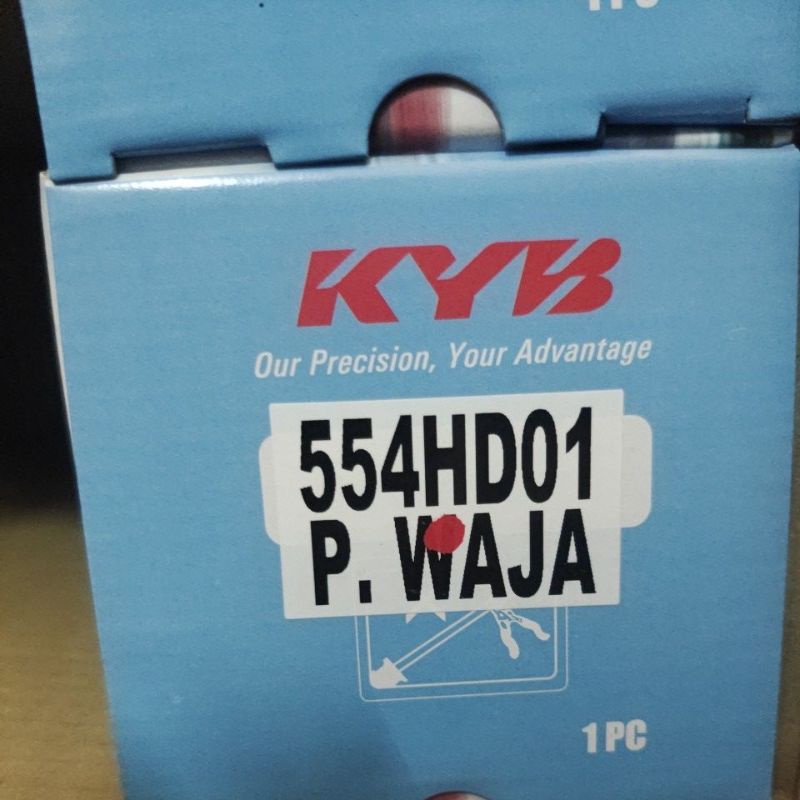 KYB
Our Precision, Your Advantage
554HD01
P. WAJA
1 PC